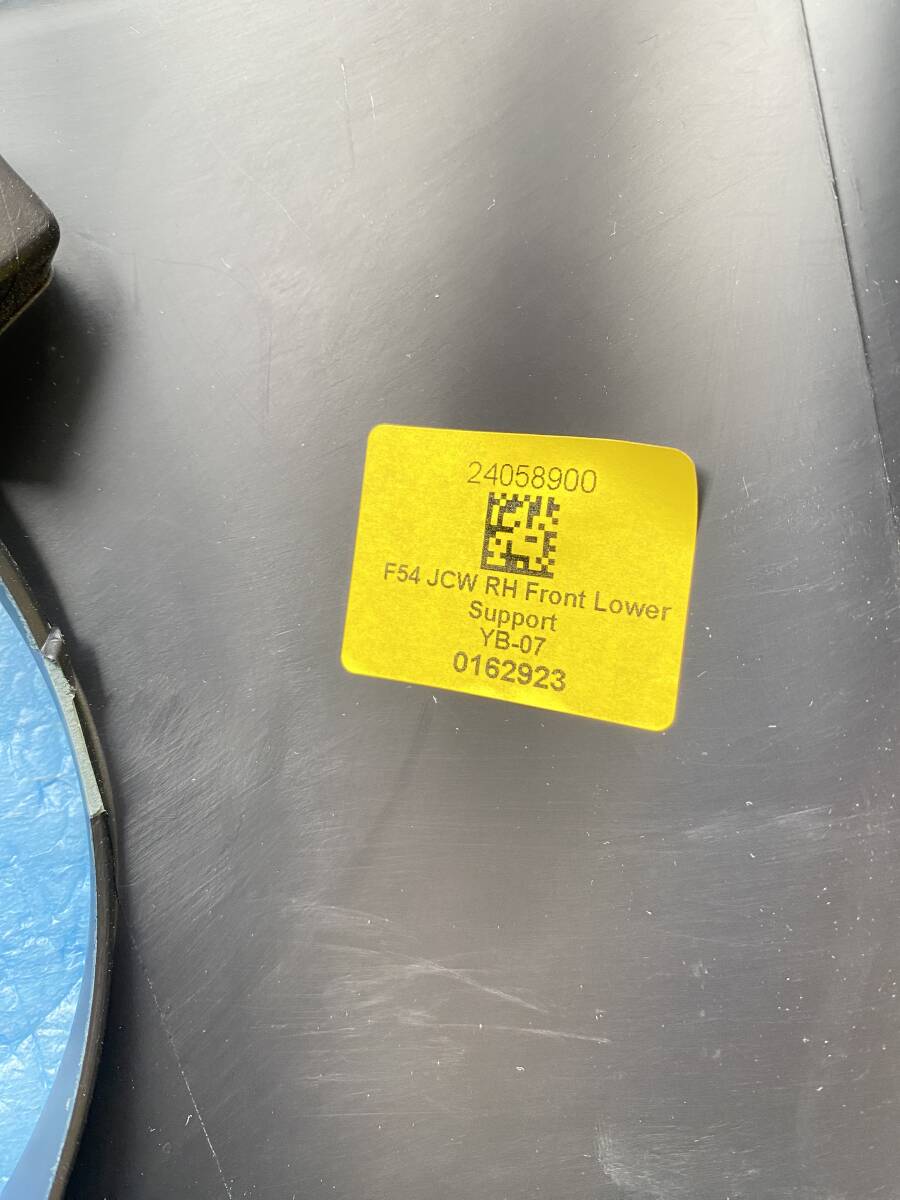 24058900
F54 JCW RH Front Lower
Support
YB-07
0162923